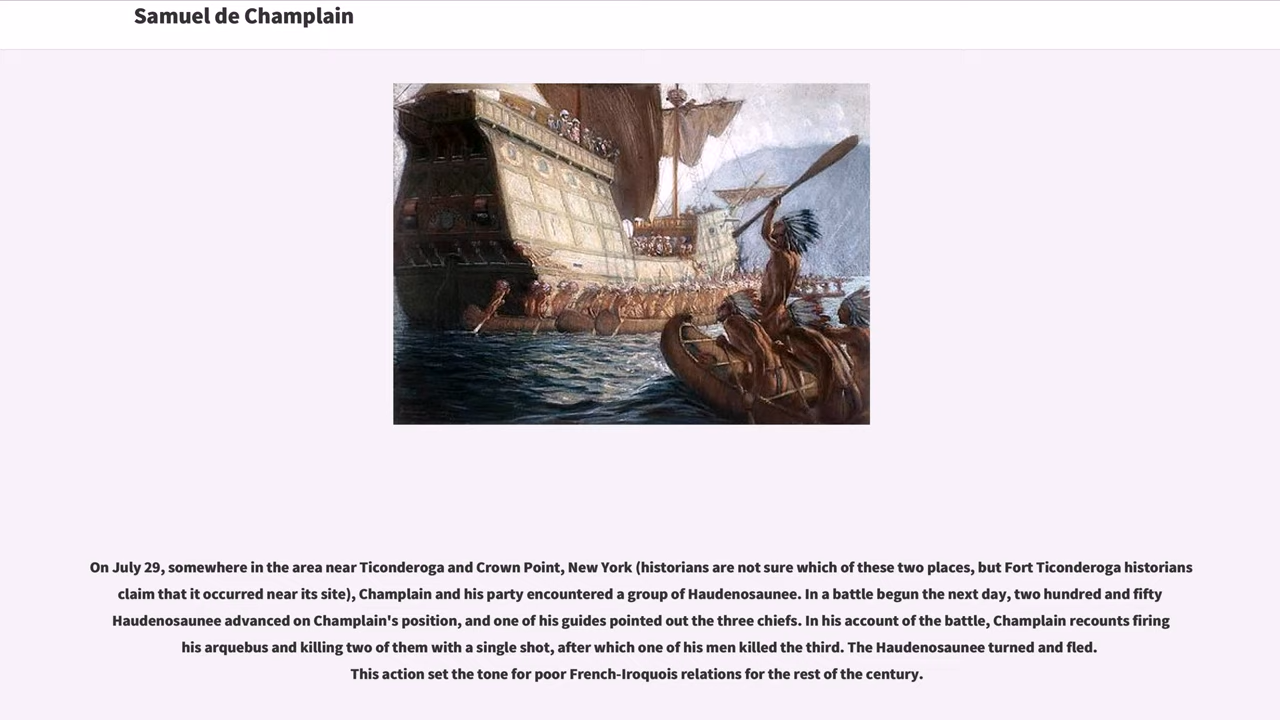 Samuel de Champlain
On July 29, somewhere in the area near Ticonderoga and Crown Point, New York (historians are not sure which of these two places, but Fort Ticonderoga historians
claim that it occurred near its site), Champlain and his party encountered a group of Haudenosaunee. In a battle begun the next day, two hundred and fifty
Haudenosaunee advanced on Champlain's position, and one of his guides pointed out the three chiefs. In his account of the battle, Champlain recounts firing
his arquebus and killing two of them with a single shot, after which one of his men killed the third. The Haudenosaunee turned and fled.
This action set the tone for poor French-Iroquois relations for the rest of the century.